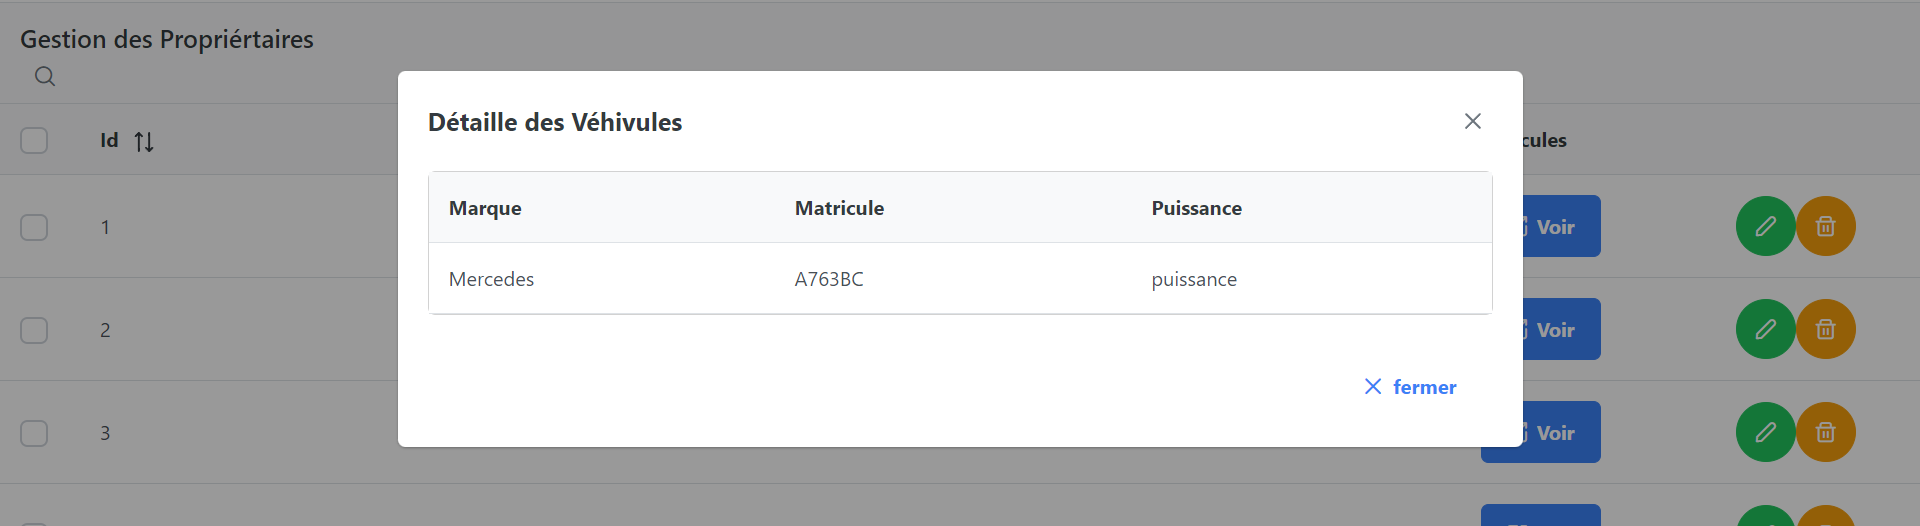 Gestion des Propriértaires
Détaille des Véhivules
Id
cules
Marque Matricule Puissance
1
Voir
Mercedes A763BC puissance
2
Voir
fermer
3
Voir